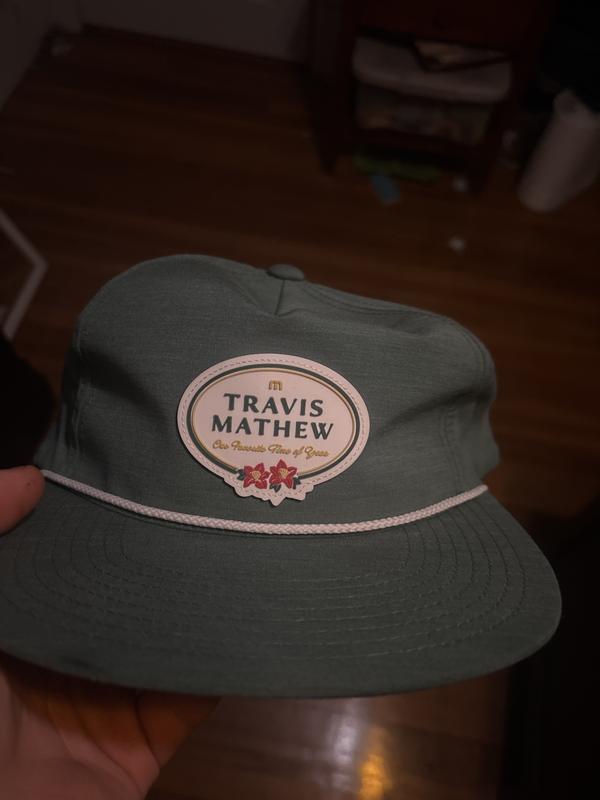 TRAVIS
MATHEW
Our Favorite Time of Year